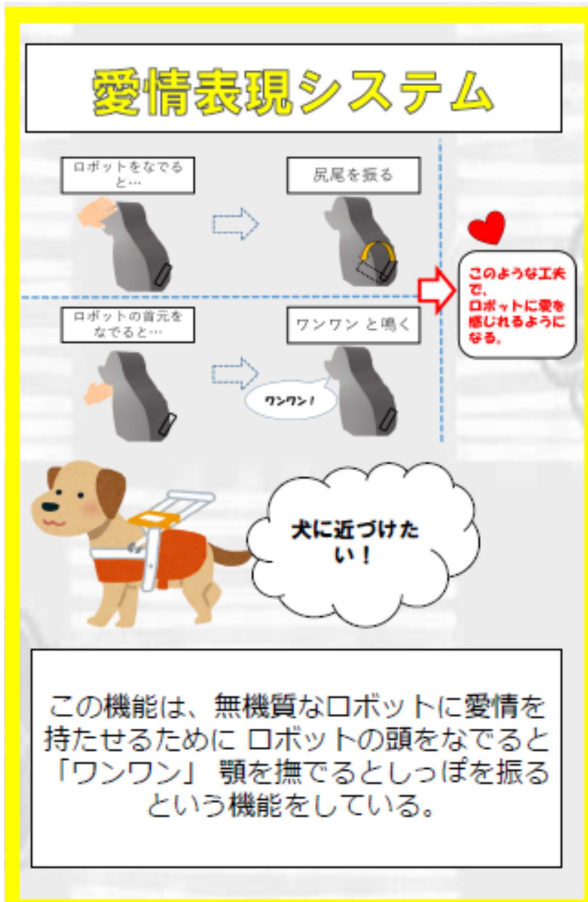 愛情表現システム
ロボットをなでる
と…
尻尾を振る
ロボットの首元を
なでると…
ワンワン と鳴く
ワンワン！
このような工夫
で、
ロボットに愛を
感じれるように
なる。
犬に近づけた
い！
この機能は、無機質なロボットに愛情を
持たせるために ロボットの頭をなでると
「ワンワン」 顎を撫でるとしっぽを振る
という機能をしている。